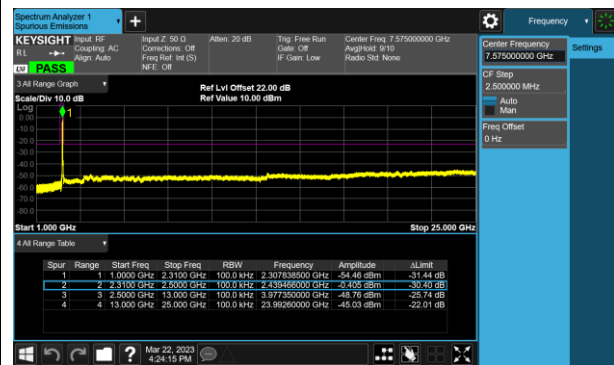 Spectrum Analyzer 1
Spurious Emissions
Frequency
KEYSIGHT
Input: RF
Coupling: AC
Align: Auto
Input Z: 50 Ω
Corrections: Off
Freq Ref: Int (S)
NFE: Off
Atten: 20 dB
Trig: Free Run
Gate: Off
IF Gain: Low
Center Freq: 7.575000000 GHz
Avg|Hold: 9/10
Radio Std: None
RL
LXI
PASS
Center Frequency
7.575000000 GHz
Settings
CF Step
2.500000 MHz
Auto
Man
Freq Offset
0 Hz
3 All Range Graph
Scale/Div 10.0 dB
Ref Lvl Offset 22.00 dB
Ref Value 10.00 dBm
Log
1
0.00
-10.0
-20.0
-30.0
-40.0
-50.0
-60.0
-70.0
-80.0
Start 1.000 GHz
Stop 25.000 GHz
4 All Range Table
Spur Range Start Freq Stop Freq RBW Frequency Amplitude ΔLimit
1 1 1.0000 GHz 2.3100 GHz 100.0 kHz 2.307838500 GHz -54.46 dBm -31.44 dB
2 2 2.3100 GHz 2.5000 GHz 100.0 kHz 2.439466000 GHz -0.405 dBm -30.40 dB
3 3 2.5000 GHz 13.000 GHz 100.0 kHz 3.977350000 GHz -48.76 dBm -25.74 dB
4 4 13.000 GHz 25.000 GHz 100.0 kHz 23.99260000 GHz -45.03 dBm -22.01 dB
?
Mar 22, 2023
4:24:15 PM